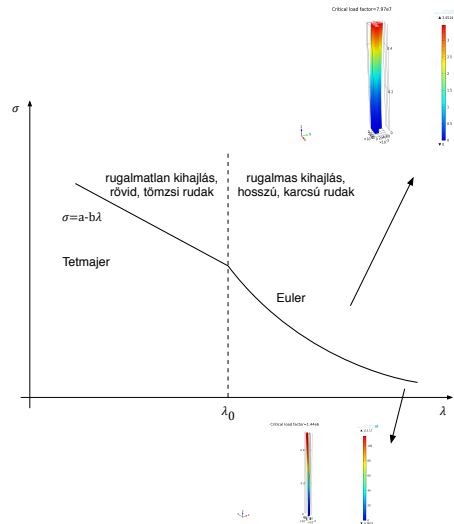 Critical load factor=7.97e7
σ
rugalmatlan kihajlás,
rövid, tömzsi rudak
rugalmas kihajlás,
hosszú, karcsú rudak
σ=a-bλ
Tetmajer
Euler
λ₀
λ
Critical load factor=1.44e6